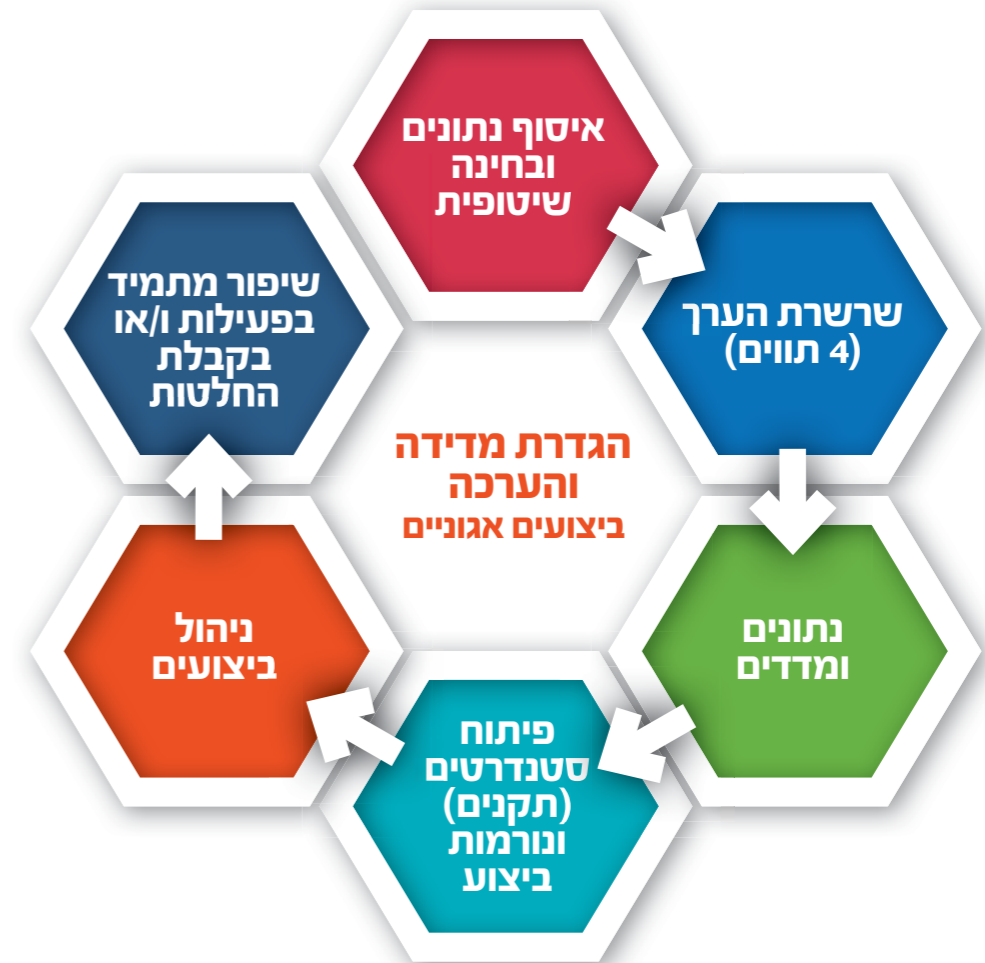 איסוף נתונים
ובחינה
שיטופית
שרשרת הערך
(4 תווים)
נתונים
ומדדים
פיתוח
סטנדרטים
(תקנים)
ונורמות
ביצוע
ניהול
ביצועים
שיפור מתמיד
בפעילות ו/או
בקבלת
החלטות
הגדרת מדידה
והערכה
ביצועים אגוניים